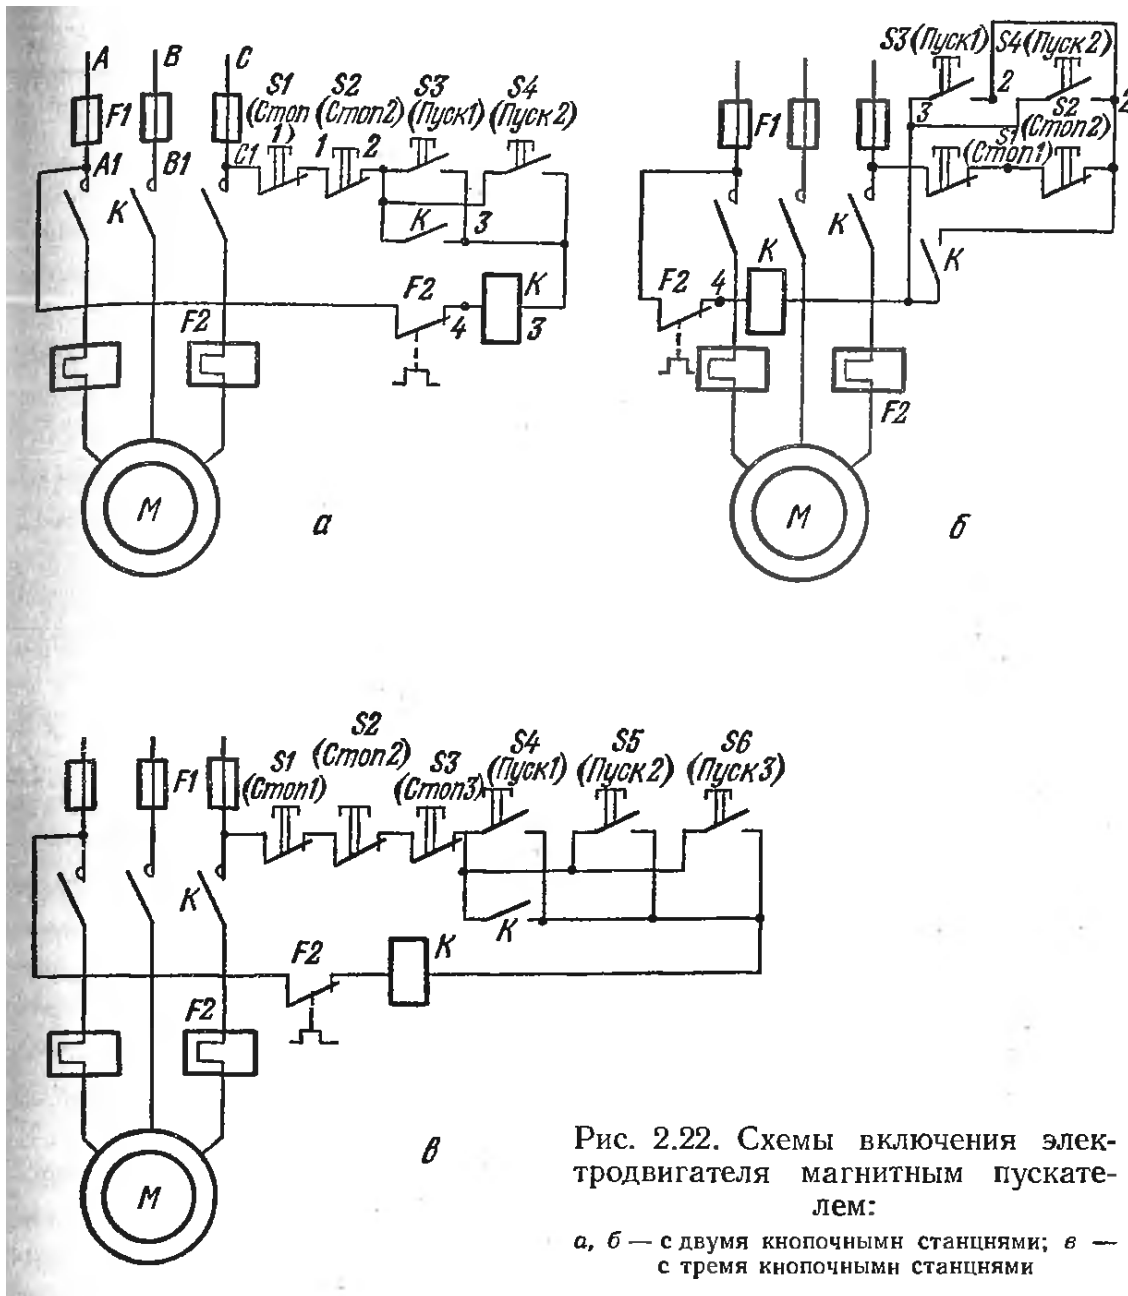 A B C
S1 S2 S3 S4
(Стоп 1) (Стоп2) (Пуск1) (Пуск2)
F1
A1 B1 C1 1 2
K K 3
F2 K
F2 4 3
M
а
S3(Пуск1) S4(Пуск2)
2
3 2
F1 S2
S1 (Стоп2)
(Стоп1)
K K
K
F2 4
F2
M
б
S2
(Стоп2)
S4 S5 S6
(Пуск1) (Пуск2) (Пуск3)
F1 S1 S3
(Стоп1) (Стоп3)
K
K
F2 K
F2
M
в
Рис. 2.22. Схемы включения элек-
тродвигателя магнитным пускате-
лем:
а, б — с двумя кнопочными станциями; в —
с тремя кнопочными станциями